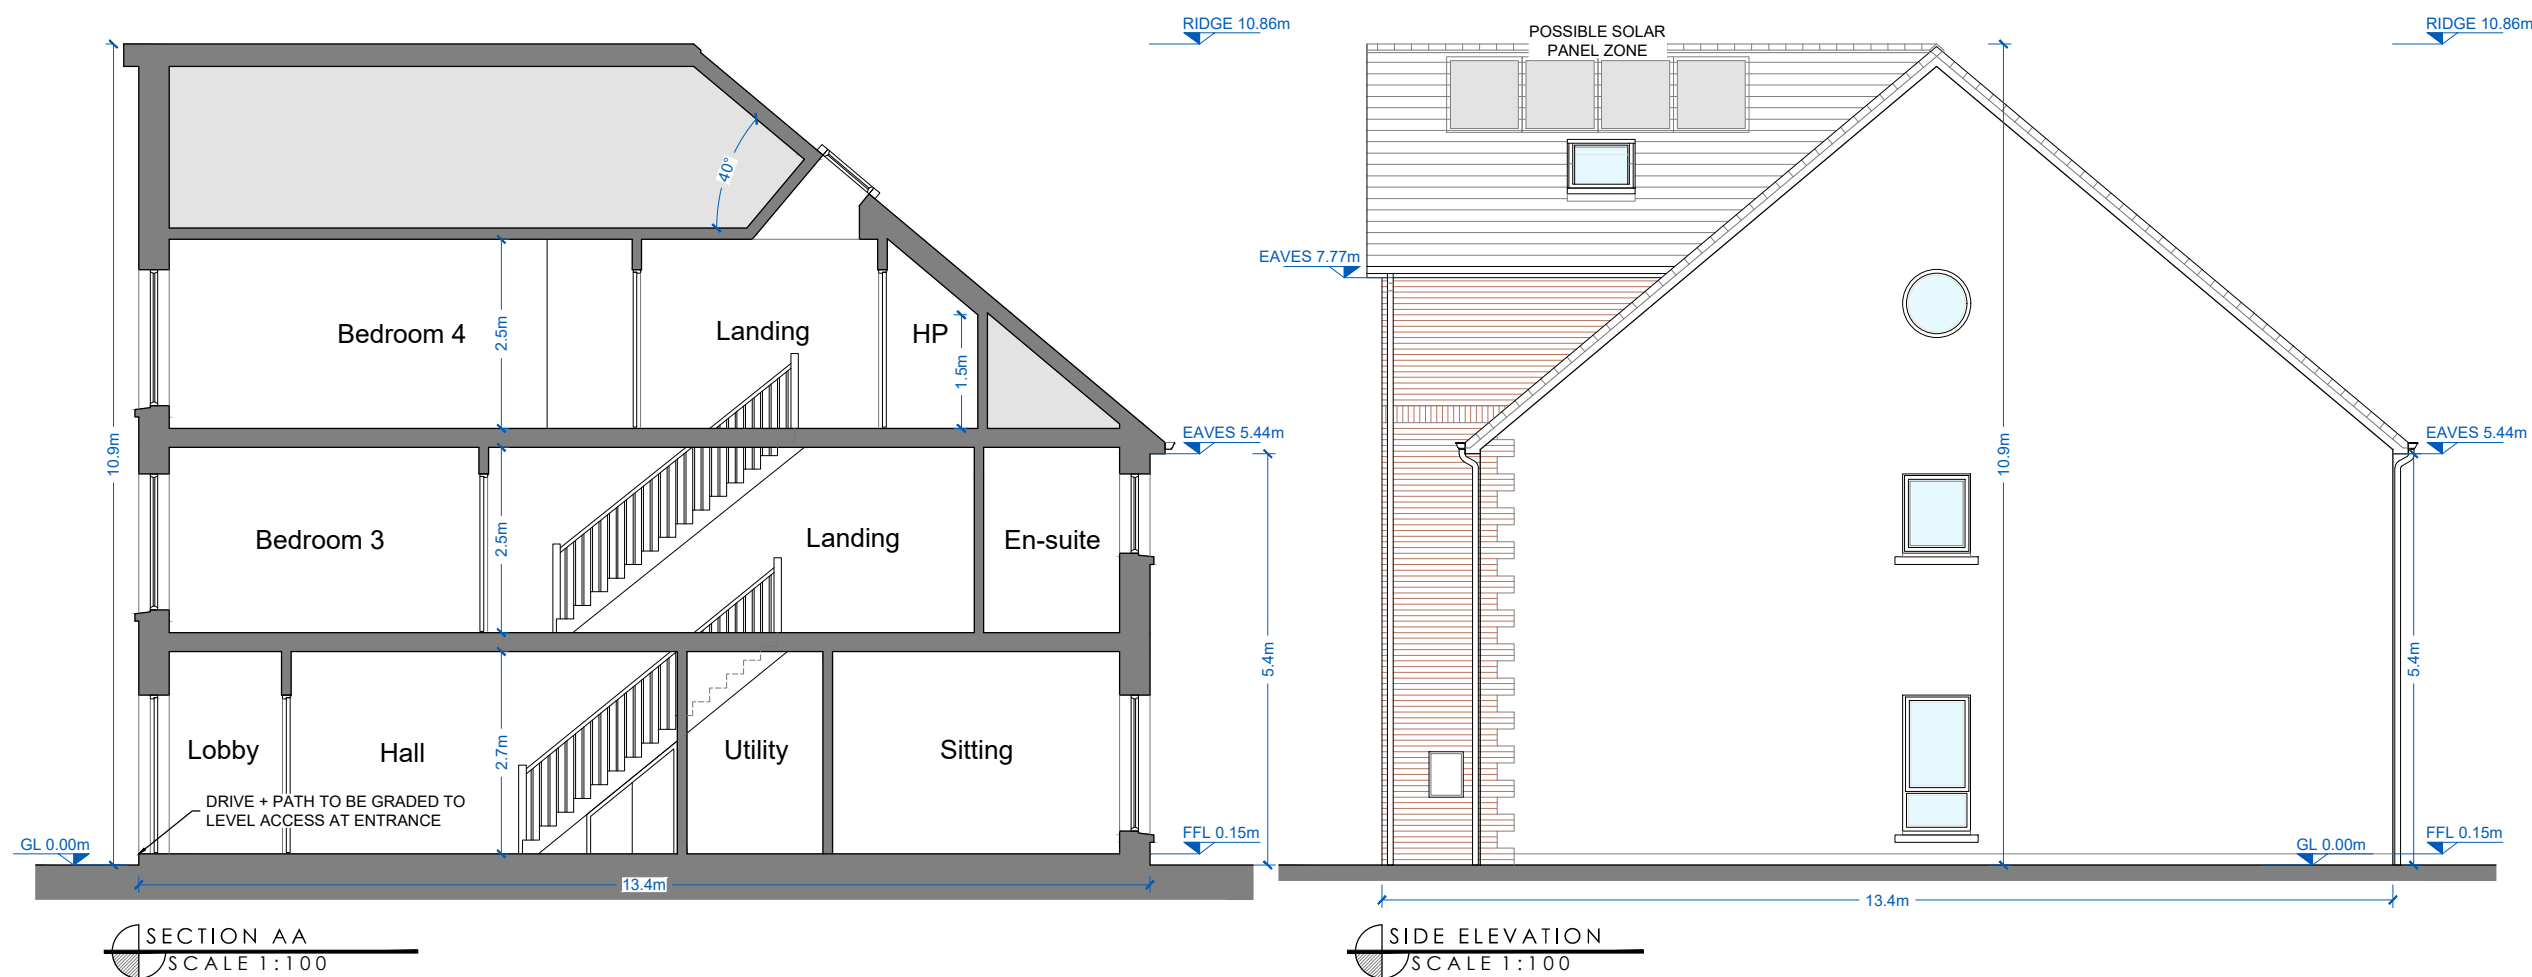 RIDGE 10.86m
10.9m
40°
Bedroom 4
2.5m
Landing
HP
1.5m
EAVES 5.44m
Bedroom 3
2.5m
Landing
En-suite
5.4m
Lobby
Hall
2.7m
Utility
Sitting
DRIVE + PATH TO BE GRADED TO
LEVEL ACCESS AT ENTRANCE
GL 0.00m
FFL 0.15m
13.4m
SECTION AA
SCALE 1:100
POSSIBLE SOLAR
PANEL ZONE
RIDGE 10.86m
EAVES 7.77m
10.9m
EAVES 5.44m
5.4m
GL 0.00m
FFL 0.15m
13.4m
SIDE ELEVATION
SCALE 1:100